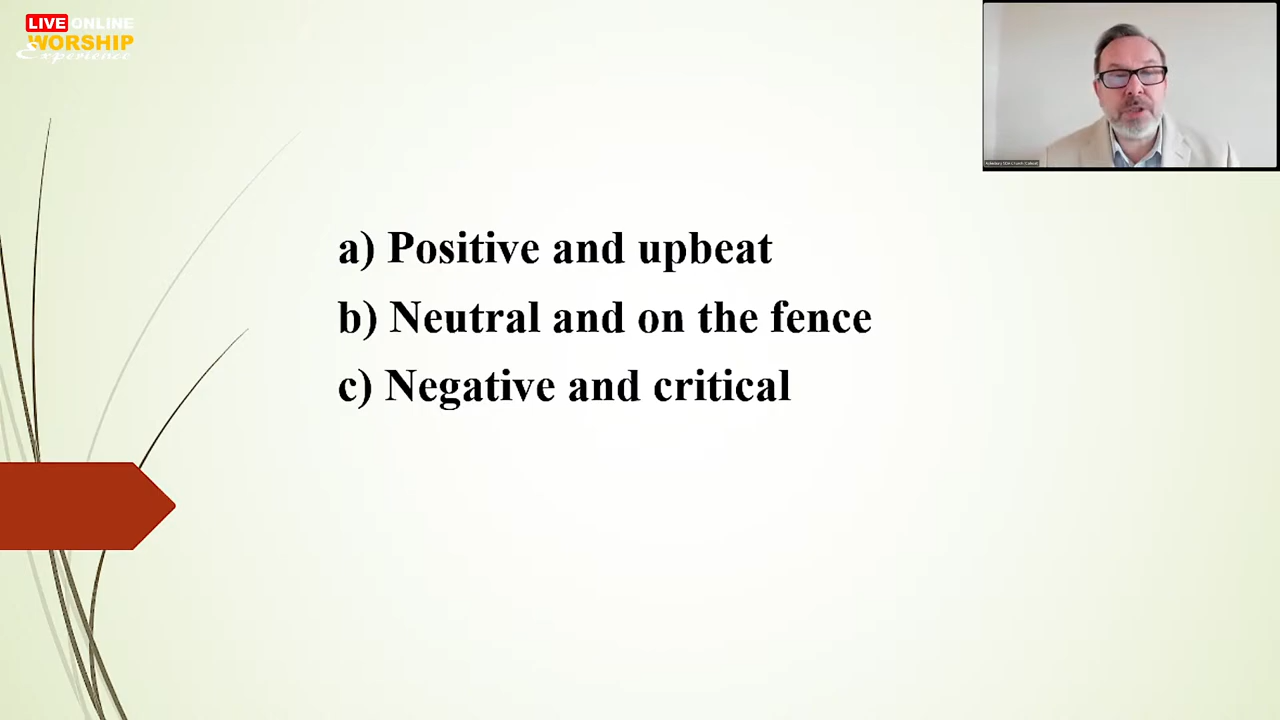 LIVE ONLINE
WORSHIP
Experience
a) Positive and upbeat
b) Neutral and on the fence
c) Negative and critical